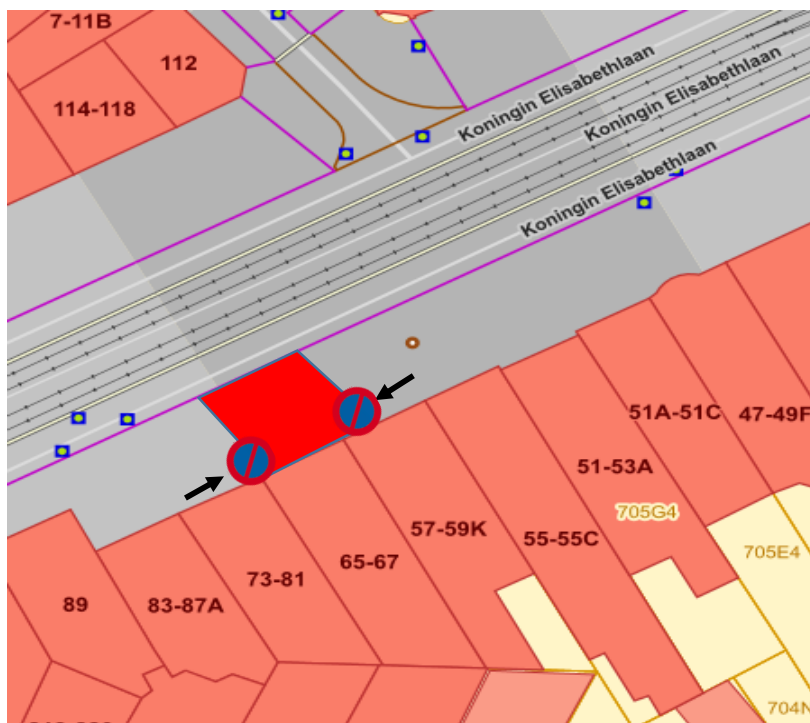 7-11B
112
114-118
Koningin Elisabethlaan
Koningin Elisabethlaan
Koningin Elisabethlaan
51A-51C
47-49F
51-53A
705G4
57-59K
55-55C
705E4
65-67
73-81
89
83-87A
704N